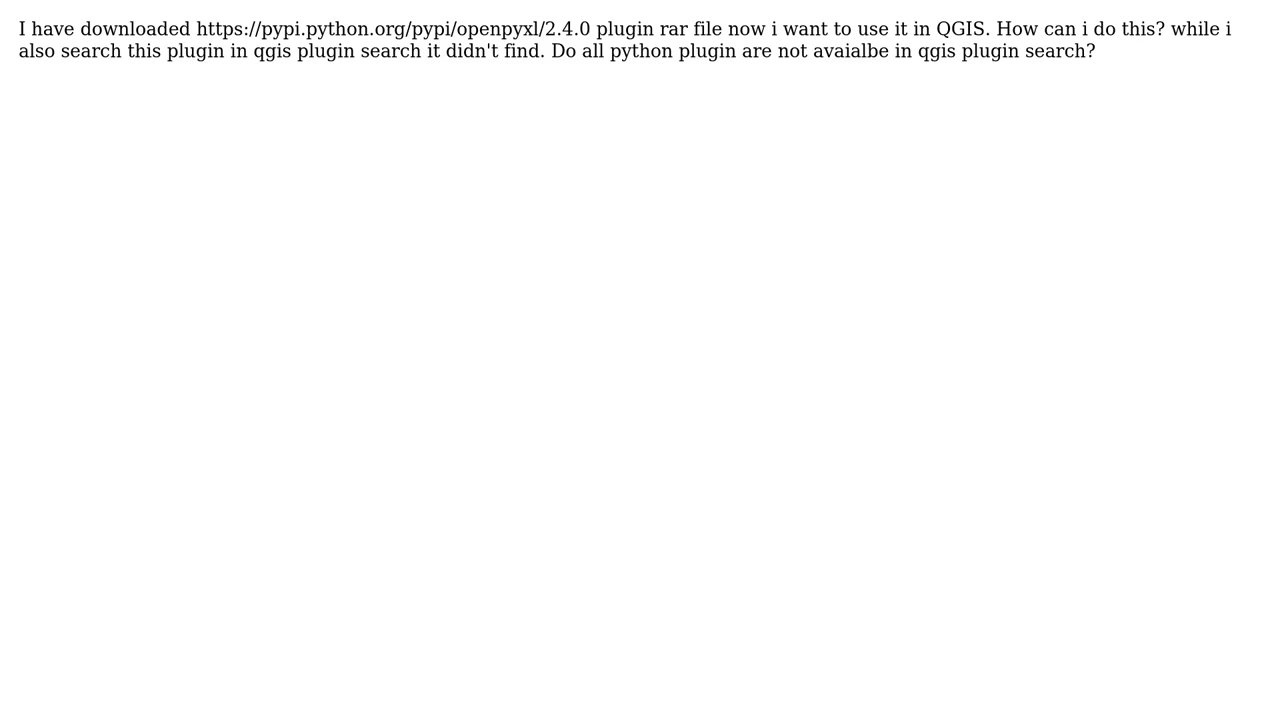 I have downloaded https://pypi.python.org/pypi/openpyxl/2.4.0 plugin rar file now i want to use it in QGIS. How can i do this? while i
also search this plugin in qgis plugin search it didn't find. Do all python plugin are not avaialbe in qgis plugin search?